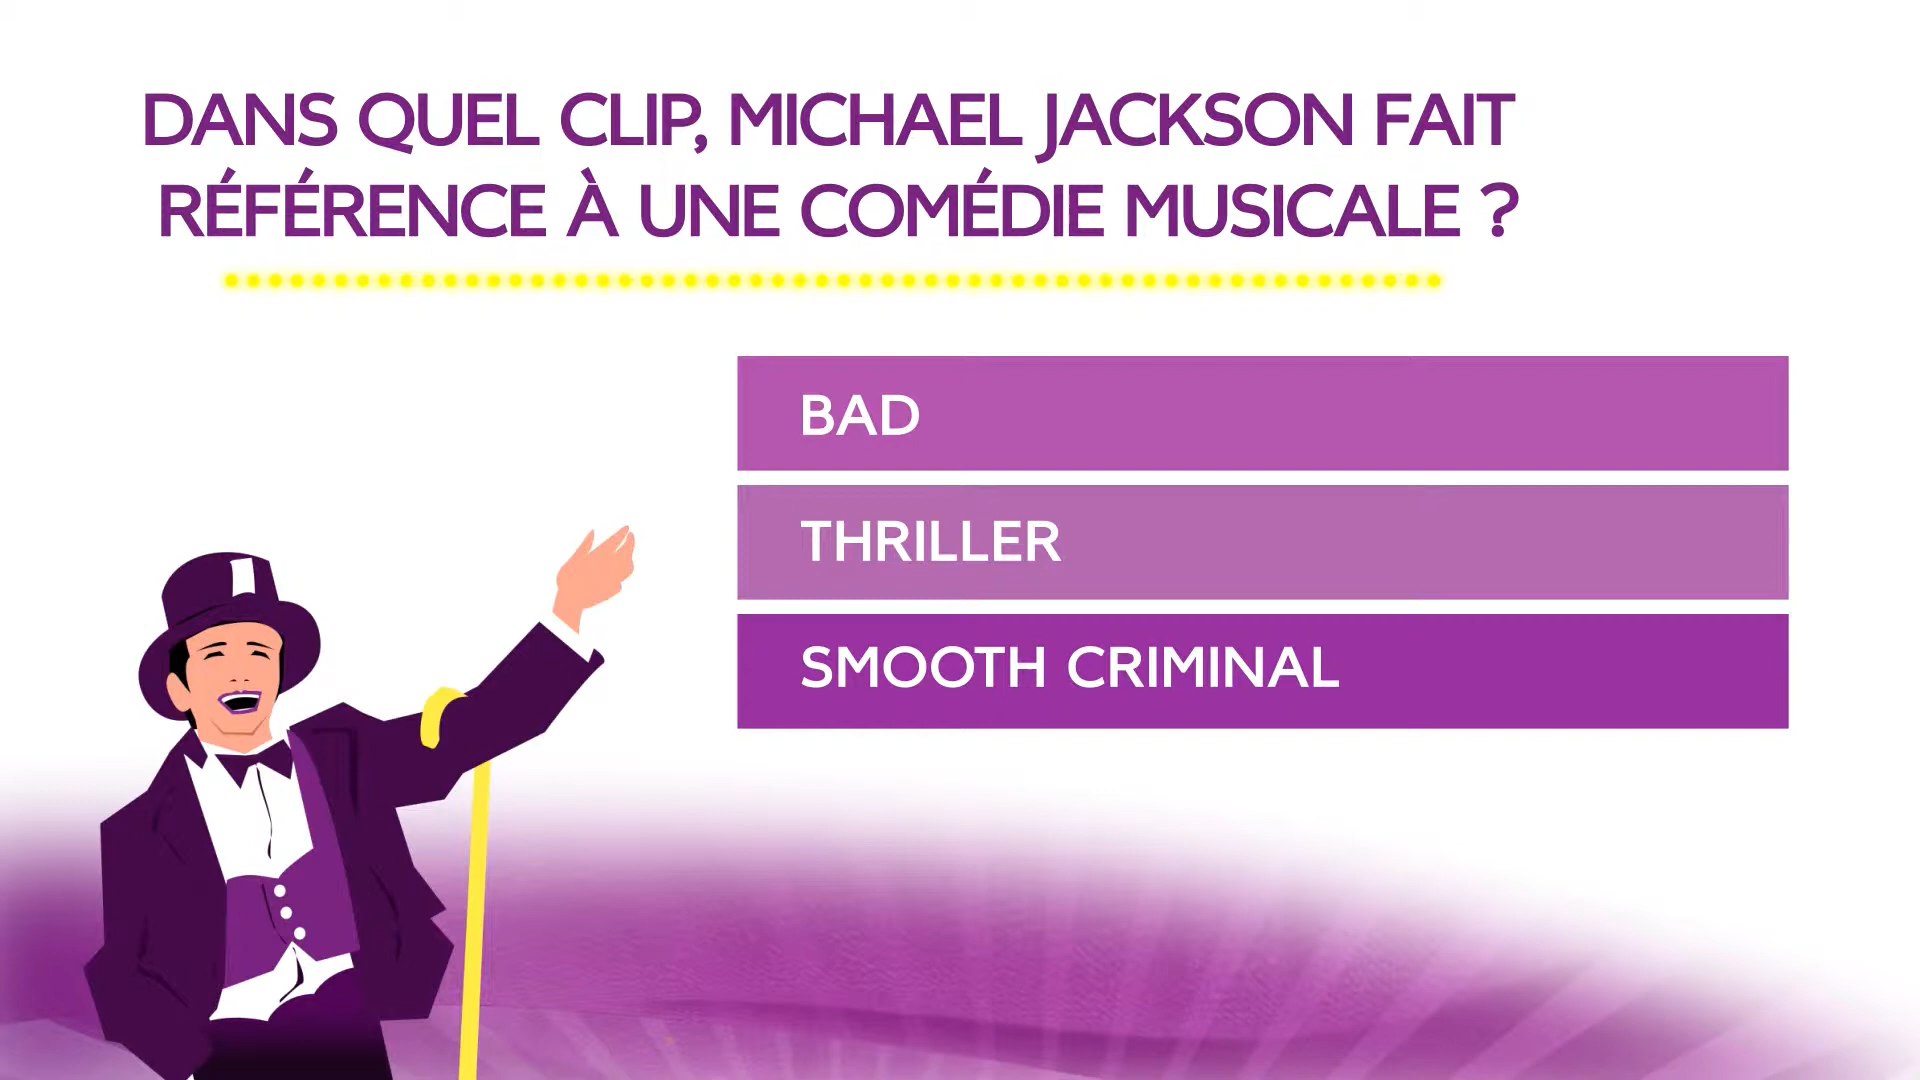 DANS QUEL CLIP, MICHAEL JACKSON FAIT
RÉFÉRENCE À UNE COMÉDIE MUSICALE ?
BAD
THRILLER
SMOOTH CRIMINAL